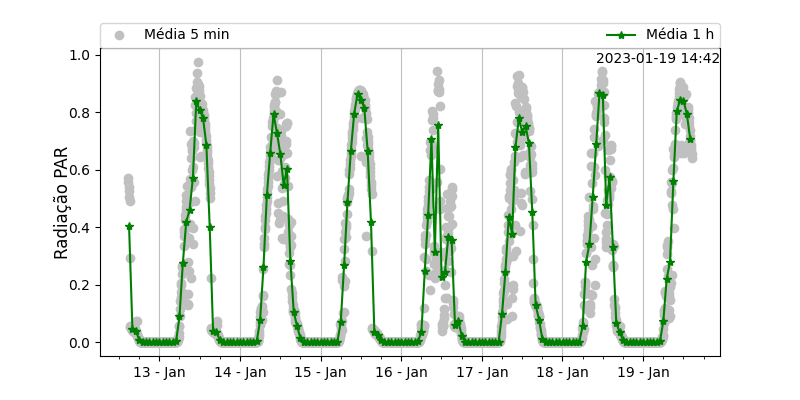 Média 5 min
Média 1 h
2023-01-19 14:42
Radiação PAR
1.0
0.8
0.6
0.4
0.2
0.0
13 - Jan
14 - Jan
15 - Jan
16 - Jan
17 - Jan
18 - Jan
19 - Jan